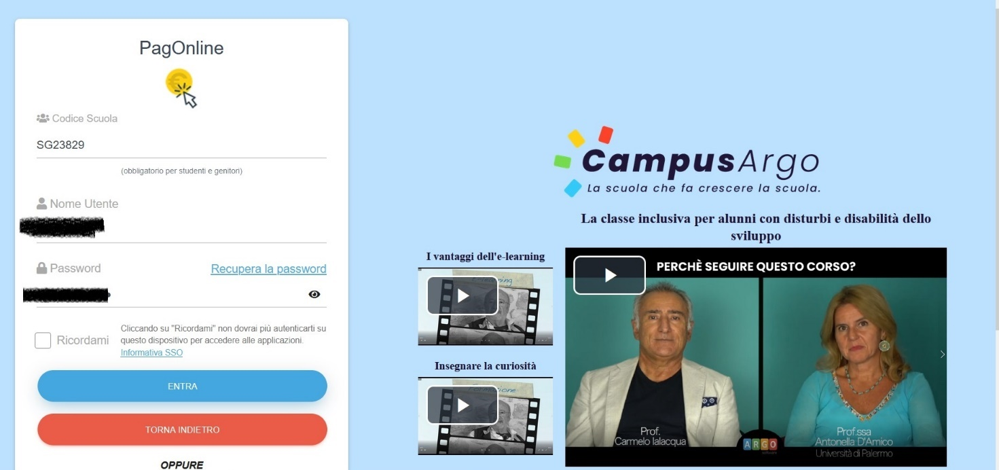 PagOnline
Codice Scuola
SG23829
(obbligatorio per studenti e genitori)
Nome Utente
Password
Recupera la password
Ricordami
Cliccando su "Ricordami" non dovrai più autenticarti su
questo dispositivo per accedere alle applicazioni.
Informativa SSO
ENTRA
TORNA INDIETRO
OPPURE
CampusArgo
La scuola che fa crescere la scuola.
La classe inclusiva per alunni con disturbi e disabilità dello
sviluppo
I vantaggi dell'e-learning
Insegnare la curiosità
Formazione
PERCHÈ SEGUIRE QUESTO CORSO?
Prof.
Carmelo Ialacqua
ARGO
Prof.ssa
Antonella D'Amico
Università di Palermo